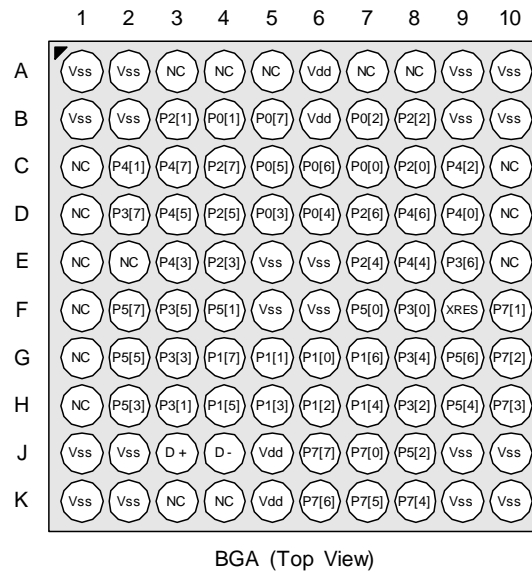 1 2 3 4 5 6 7 8 9 10
A Vss Vss NC NC NC Vdd NC NC Vss Vss
B Vss Vss P2[1] P0[1] P0[7] Vdd P0[2] P2[2] Vss Vss
C NC P4[1] P4[7] P2[7] P0[5] P0[6] P0[0] P2[0] P4[2] NC
D NC P3[7] P4[5] P2[5] P0[3] P0[4] P2[6] P4[6] P4[0] NC
E NC NC P4[3] P2[3] Vss Vss P2[4] P4[4] P3[6] NC
F NC P5[7] P3[5] P5[1] Vss Vss P5[0] P3[0] XRES P7[1]
G NC P5[5] P3[3] P1[7] P1[1] P1[0] P1[6] P3[4] P5[6] P7[2]
H NC P5[3] P3[1] P1[5] P1[3] P1[2] P1[4] P3[2] P5[4] P7[3]
J Vss Vss D + D - Vdd P7[7] P7[0] P5[2] Vss Vss
K Vss Vss NC NC Vdd P7[6] P7[5] P7[4] Vss Vss
BGA (Top View)